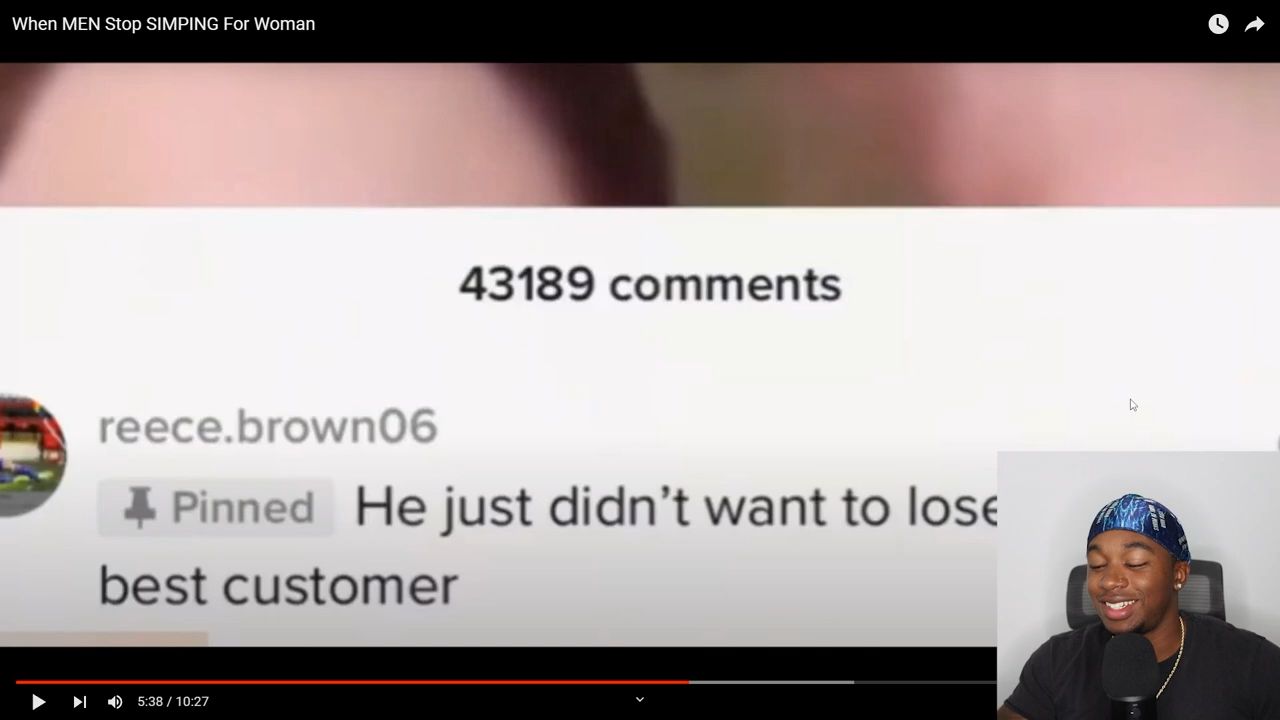 When MEN Stop SIMPING For Woman
43189 comments
reece.brown06
Pinned He just didn't want to lose
best customer
5:38 / 10:27